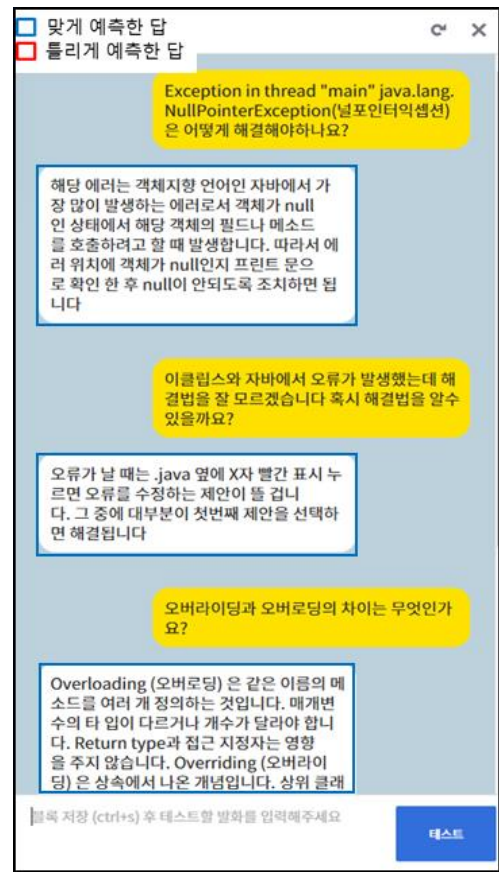 맞게 예측한 답
틀리게 예측한 답
Exception in thread "main" java.lang.
NullPointerException(널포인터익셉션)
은 어떻게 해결해야하나요?
해당 에러는 객체지향 언어인 자바에서 가
장 많이 발생하는 에러로서 객체가 null
인 상태에서 해당 객체의 필드나 메소드
를 호출하려고 할 때 발생합니다. 따라서 에
러 위치에 객체가 null인지 프린트 문으
로 확인 한 후 null이 안되도록 조치하면 됩
니다
이클립스와 자바에서 오류가 발생했는데 해
결법을 잘 모르겠습니다 혹시 해결법을 알수
있을까요?
오류가 날 때는 .java 옆에 X자 빨간 표시 누
르면 오류를 수정하는 제안이 뜰 겁니
다. 그 중에 대부분이 첫번째 제안을 선택하
면 해결됩니다
오버라이딩과 오버로딩의 차이는 무엇인가
요?
Overloading (오버로딩) 은 같은 이름의 메
소드를 여러 개 정의하는 것입니다. 매개변
수의 타 입이 다르거나 개수가 달라야 합니
다. Return type과 접근 지정자는 영향
을 주지 않습니다. Overriding (오버라이
딩) 은 상속에서 나온 개념입니다. 상위 클래
블록 저장 (ctrl+s) 후 테스트할 발화를 입력해주세요
테스트